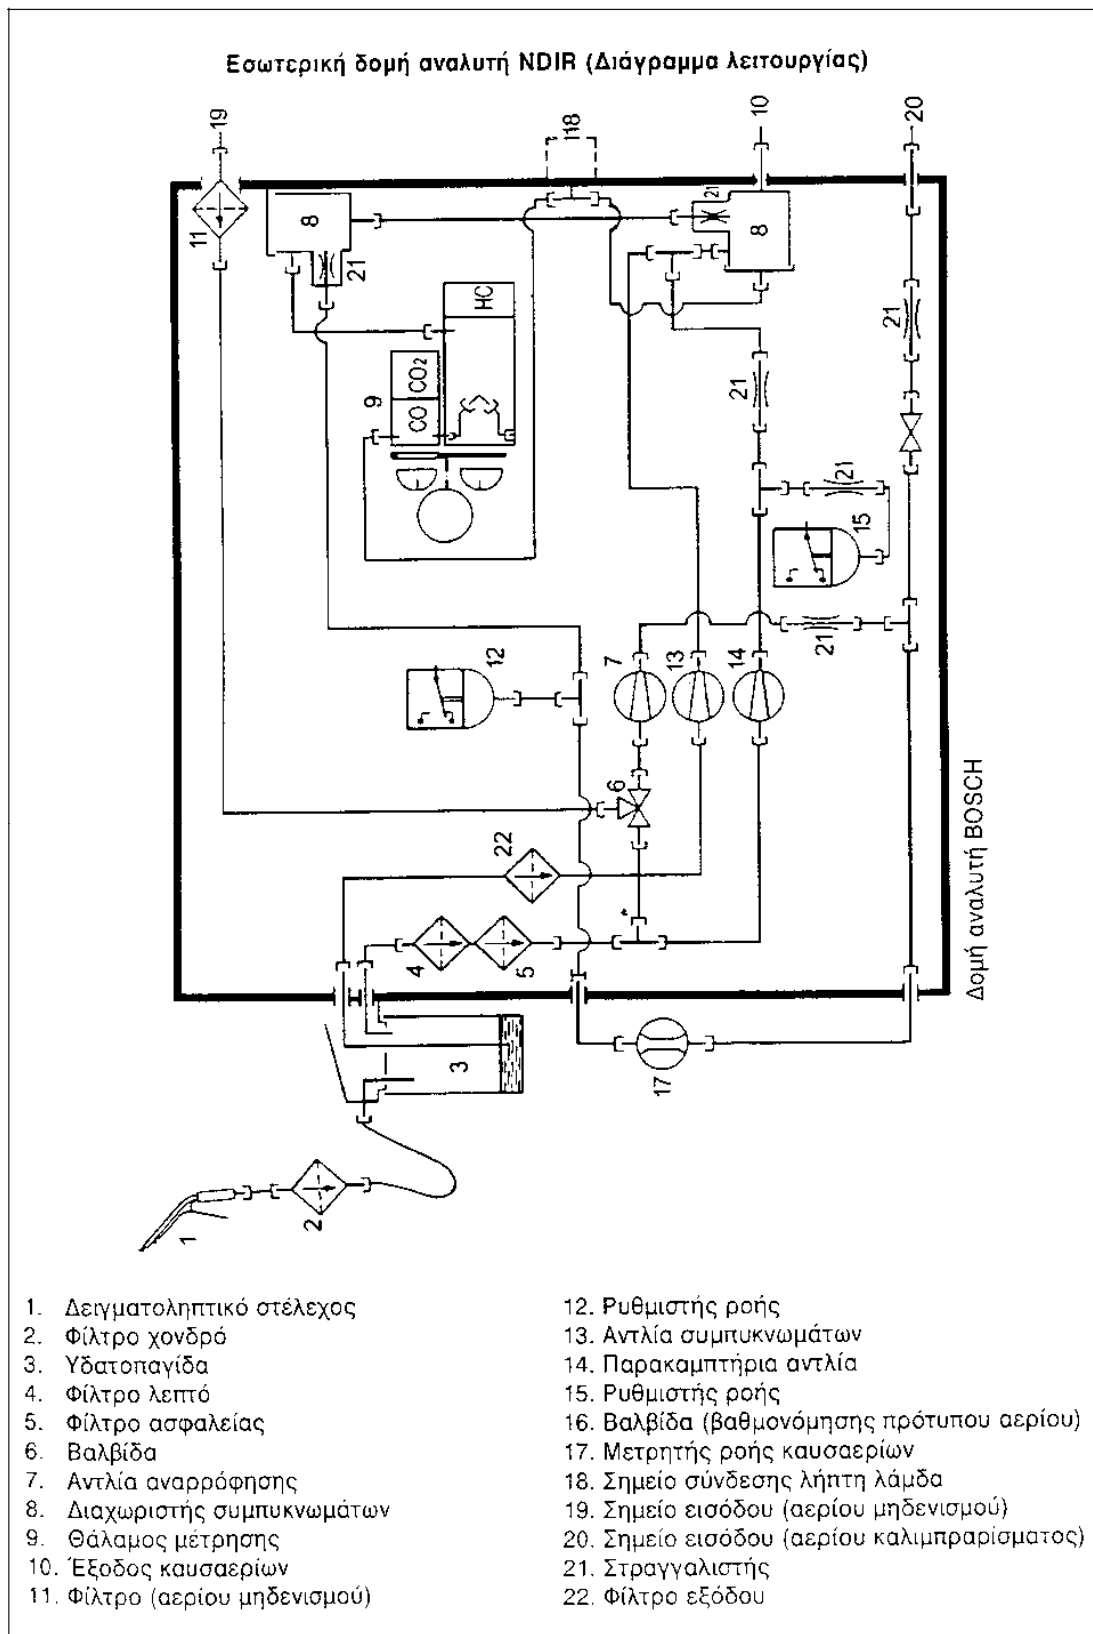 Εσωτερική δομή αναλυτή NDIR (Διάγραμμα λειτουργίας)
19
18
10
20
11
8
21
21
8
HC
21
9
CO
CO2
21
21
15
12
7
13
14
21
6
22
4
5
3
17
2
1
Δομή αναλυτή BOSCH
1. Δειγματοληπτικό στέλεχος
2. Φίλτρο χονδρό
3. Υδατοπαγίδα
4. Φίλτρο λεπτό
5. Φίλτρο ασφαλείας
6. Βαλβίδα
7. Αντλία αναρρόφησης
8. Διαχωριστής συμπυκνωμάτων
9. Θάλαμος μέτρησης
10. Έξοδος καυσαερίων
11. Φίλτρο (αερίου μηδενισμού)
12. Ρυθμιστής ροής
13. Αντλία συμπυκνωμάτων
14. Παρακαμπτήρια αντλία
15. Ρυθμιστής ροής
16. Βαλβίδα (βαθμονόμησης πρότυπου αερίου)
17. Μετρητής ροής καυσαερίων
18. Σημείο σύνδεσης λήπτη λάμδα
19. Σημείο εισόδου (αερίου μηδενισμού)
20. Σημείο εισόδου (αερίου καλιμπραρίσματος)
21. Στραγγαλιστής
22. Φίλτρο εξόδου